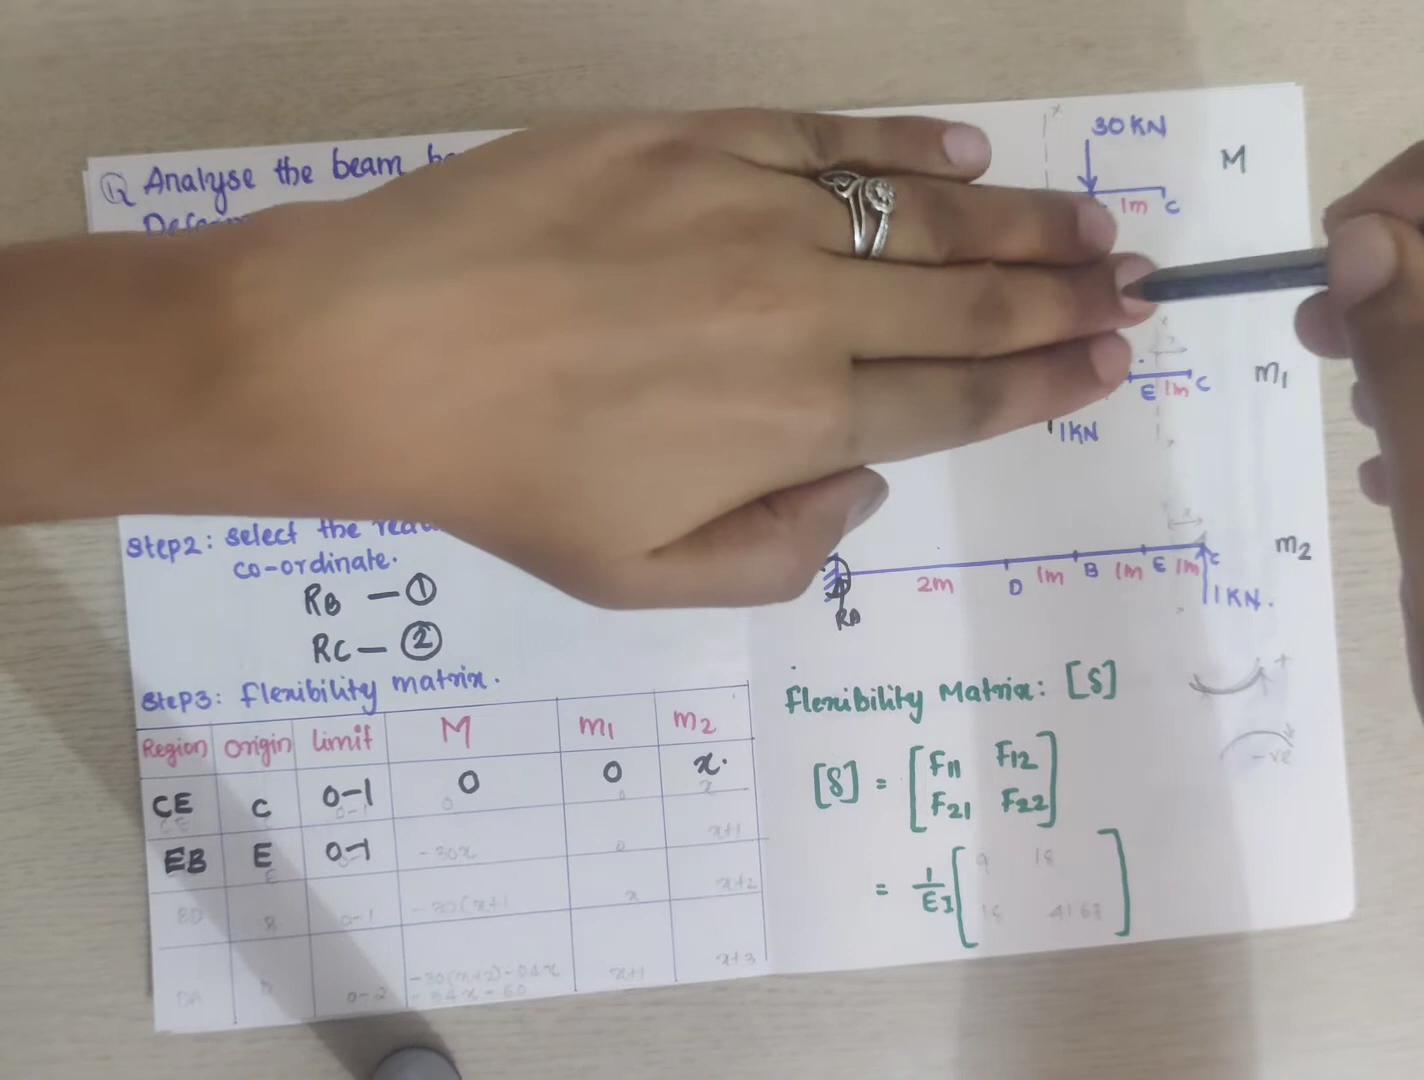 Q Analyse the beam
30 KN
M
1m C
E 1m C
m1
1KN
Step2: select the
co-ordinate.
RB — ①
RC — ②
2m D 1m B 1m E 1m C
m2
RA
1KN.
Step3: flexibility matrix.
Region origin limit M m1 m2
CE C 0-1 0 0 x.
EB E 0-1 -30x 0 x+1
BD B 0-1 -30(x+1 x x+2
DA D 0-2 x+1 x+3
flexibility Matrix: [δ]
[δ] = [F11 F12
F21 F22]
= 1/EI [9 18
18
+
-ve